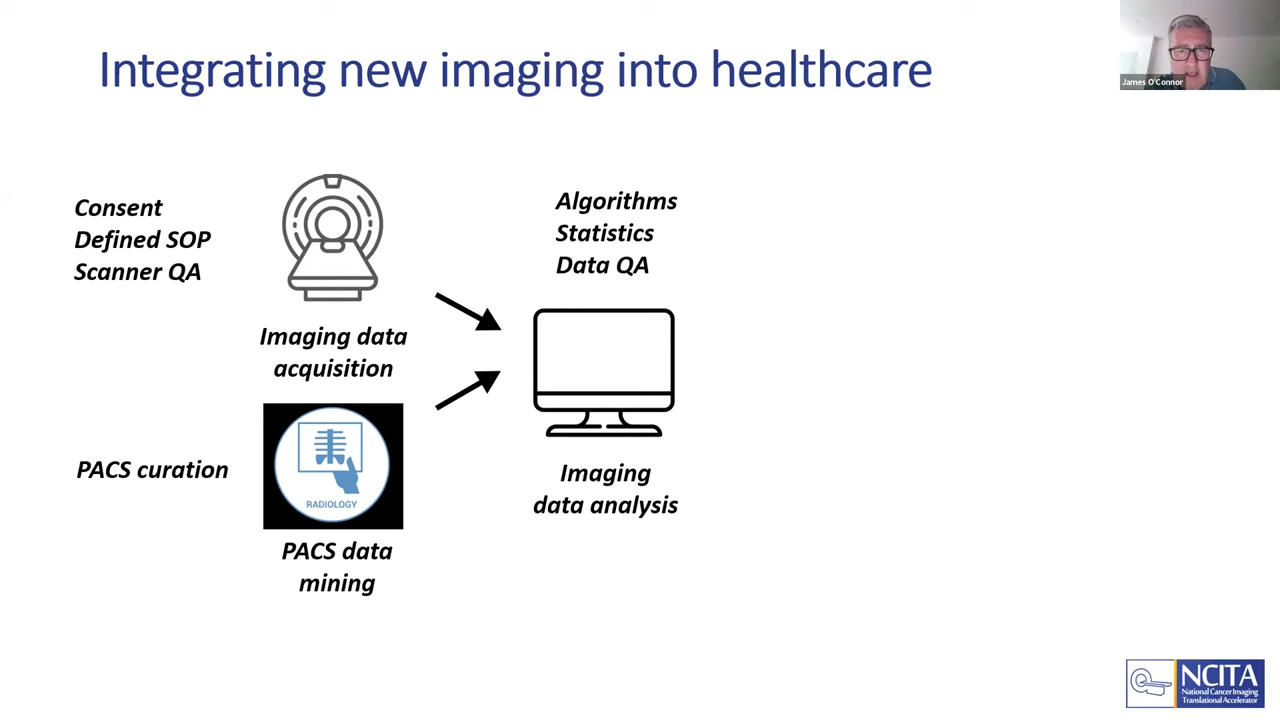 Integrating new imaging into healthcare
James O'Connor
Consent
Defined SOP
Scanner QA
Imaging data
acquisition
Algorithms
Statistics
Data QA
PACS curation
RADIOLOGY
PACS data
mining
Imaging
data analysis
NCITA
National Cancer Imaging
Translational Accelerator